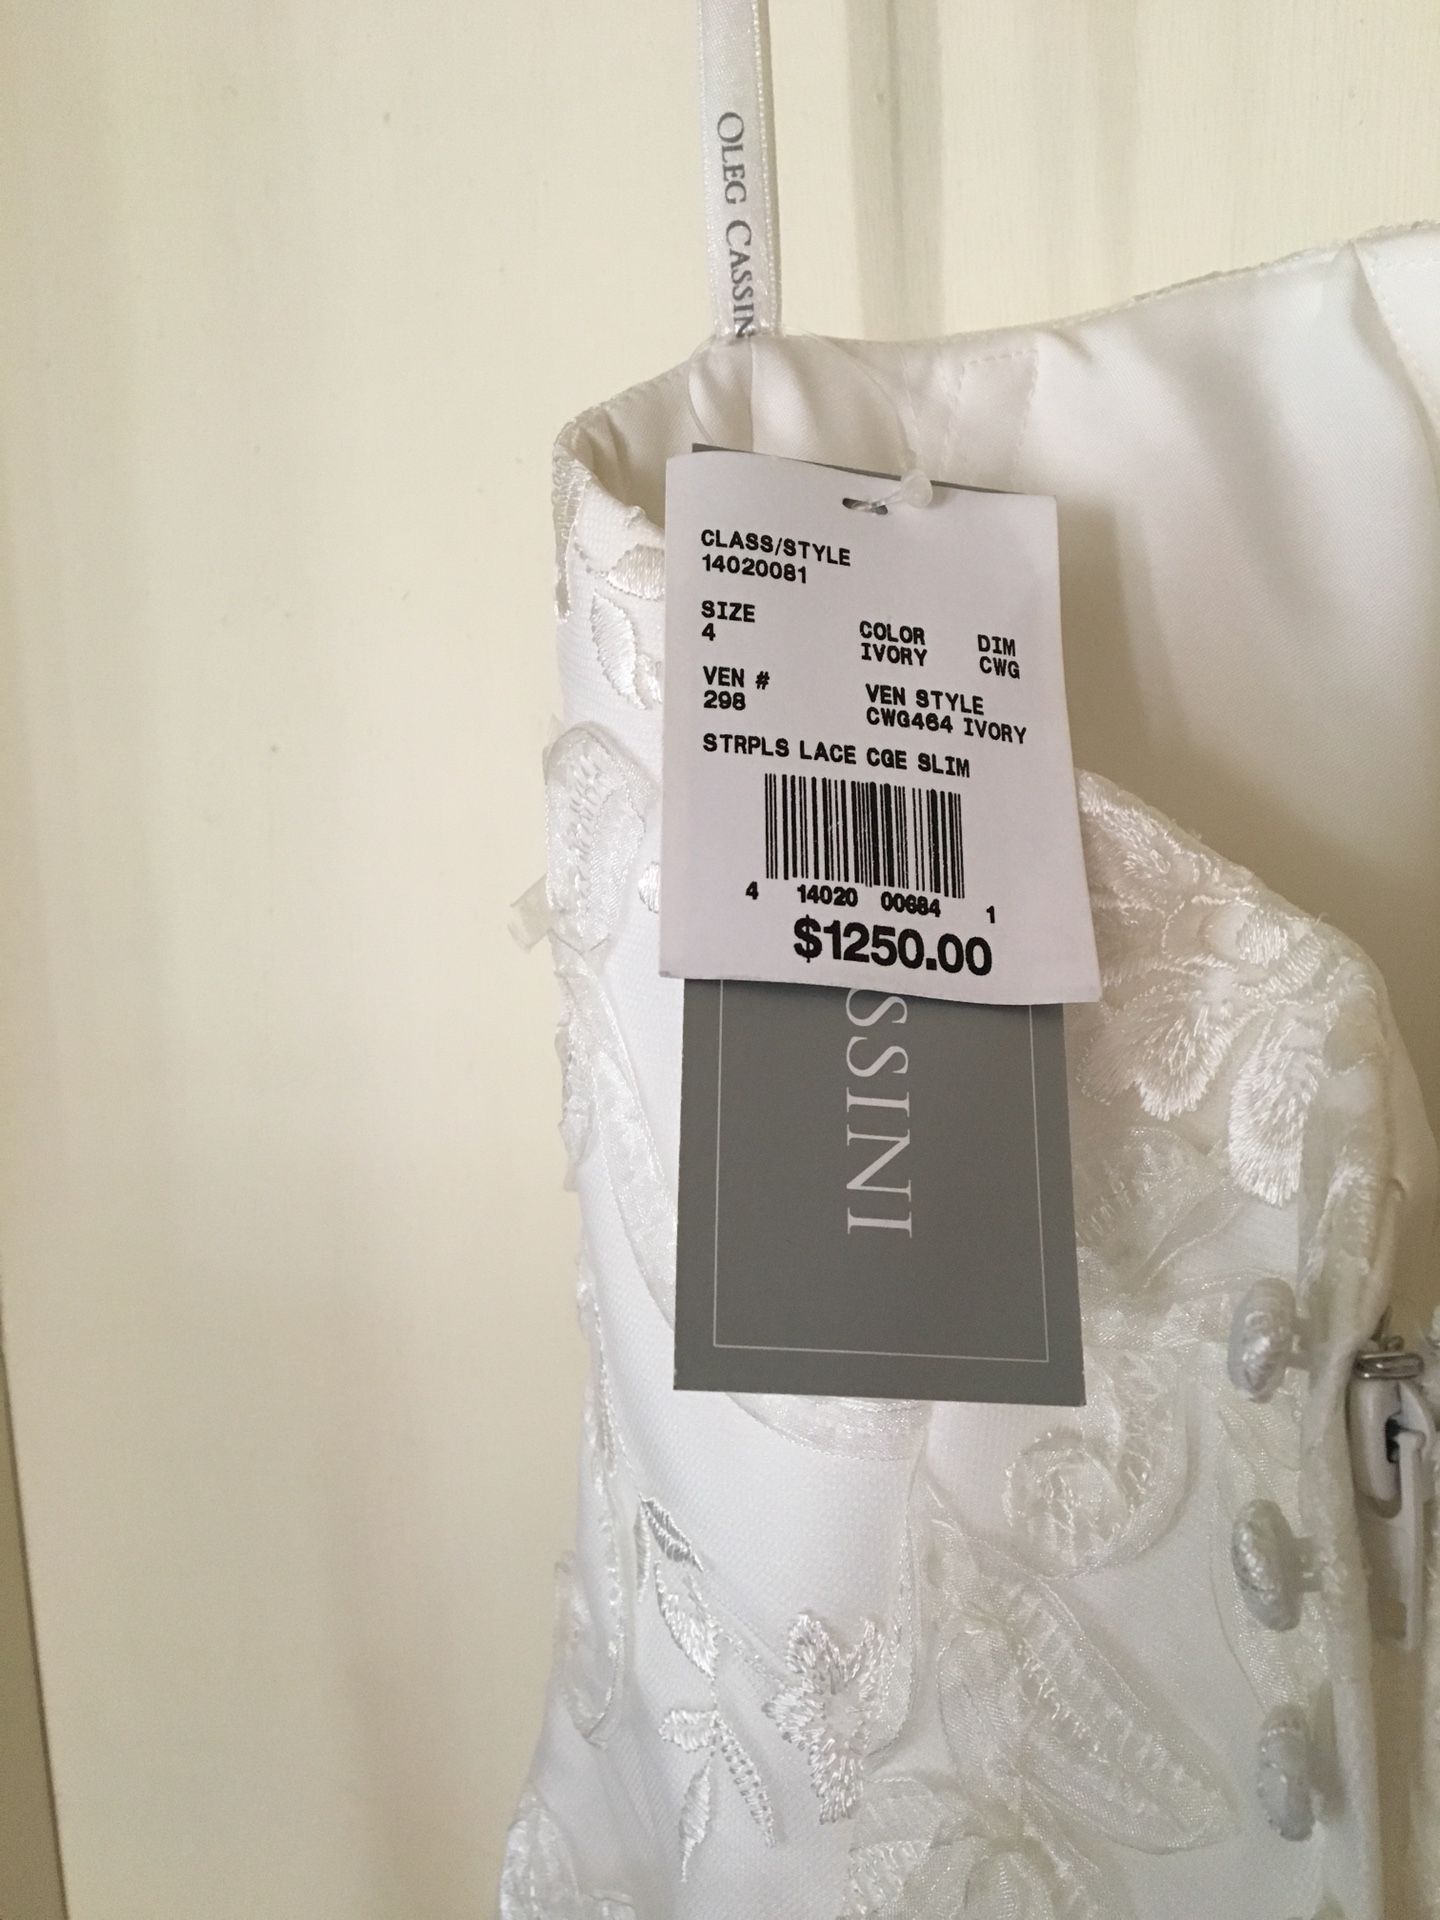 OLEG CASSIN
CLASS/STYLE
14020081
SIZE
4
COLOR DIM
IVORY CWG
VEN #
298
VEN STYLE
CWG464 IVORY
STRPLS LACE CGE SLIM
4 14020 00684 1
$1250.00
SSINI